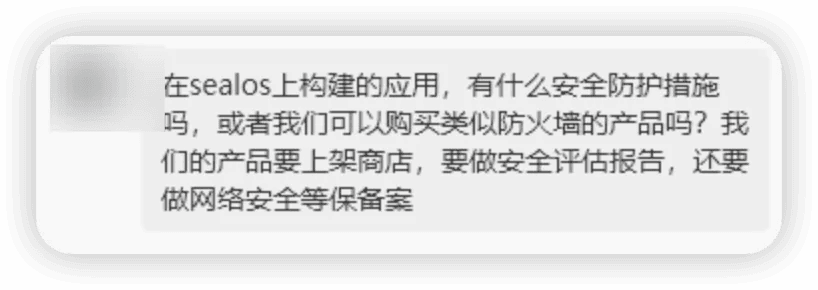 在sealos上构建的应用，有什么安全防护措施
吗，或者我们可以购买类似防火墙的产品吗？我
们的产品要上架商店，要做安全评估报告，还要
做网络安全等保备案